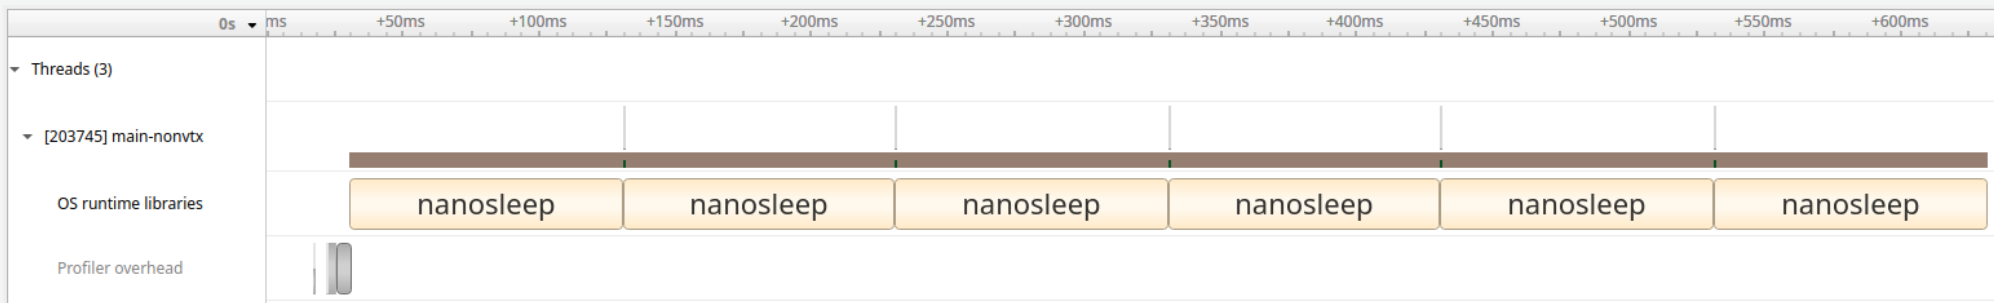 0s ms +50ms +100ms +150ms +200ms +250ms +300ms +350ms +400ms +450ms +500ms +550ms +600ms
Threads (3)
[203745] main-nonvtx
OS runtime libraries nanosleep nanosleep nanosleep nanosleep nanosleep nanosleep
Profiler overhead